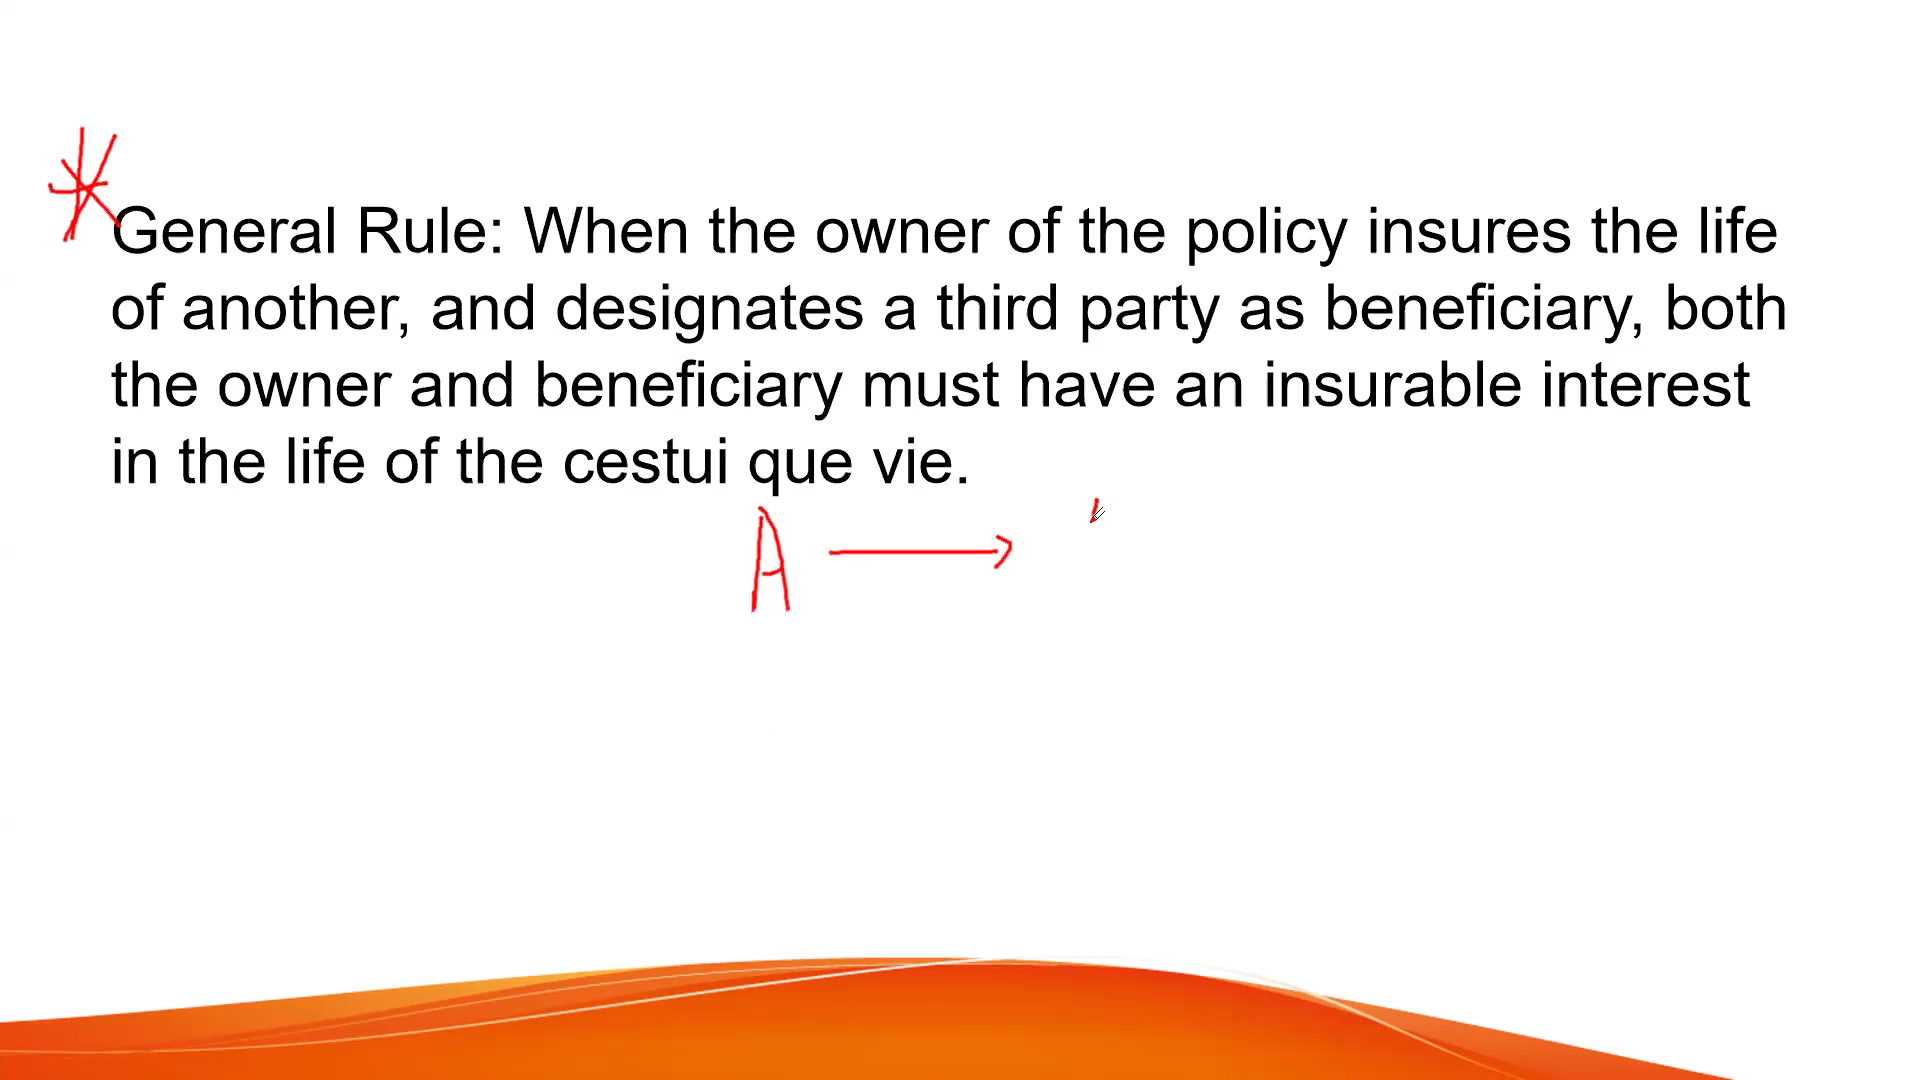 General Rule: When the owner of the policy insures the life
of another, and designates a third party as beneficiary, both
the owner and beneficiary must have an insurable interest
in the life of the cestui que vie.
A